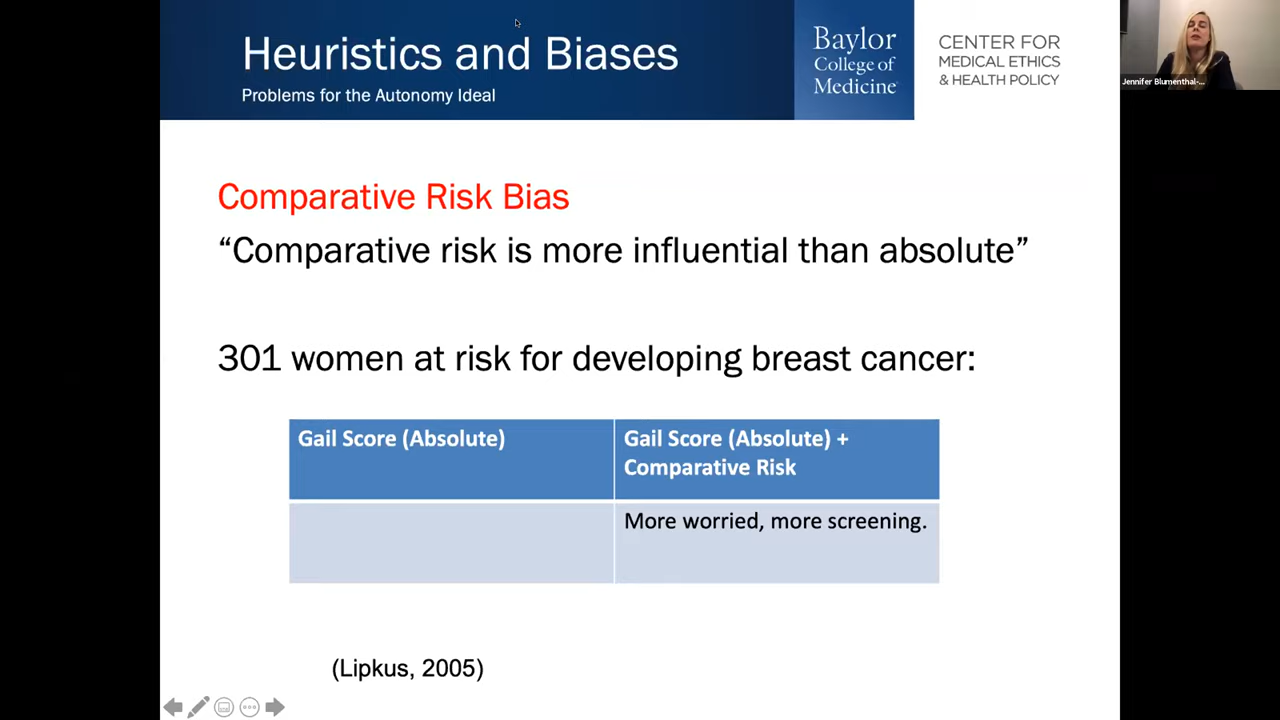 Heuristics and Biases
Problems for the Autonomy Ideal
Baylor
College of
Medicine
CENTER FOR
MEDICAL ETHICS
& HEALTH POLICY
Jennifer Blumenthal-...
Comparative Risk Bias
“Comparative risk is more influential than absolute”
301 women at risk for developing breast cancer:
Gail Score (Absolute)
Gail Score (Absolute) +
Comparative Risk
More worried, more screening.
(Lipkus, 2005)